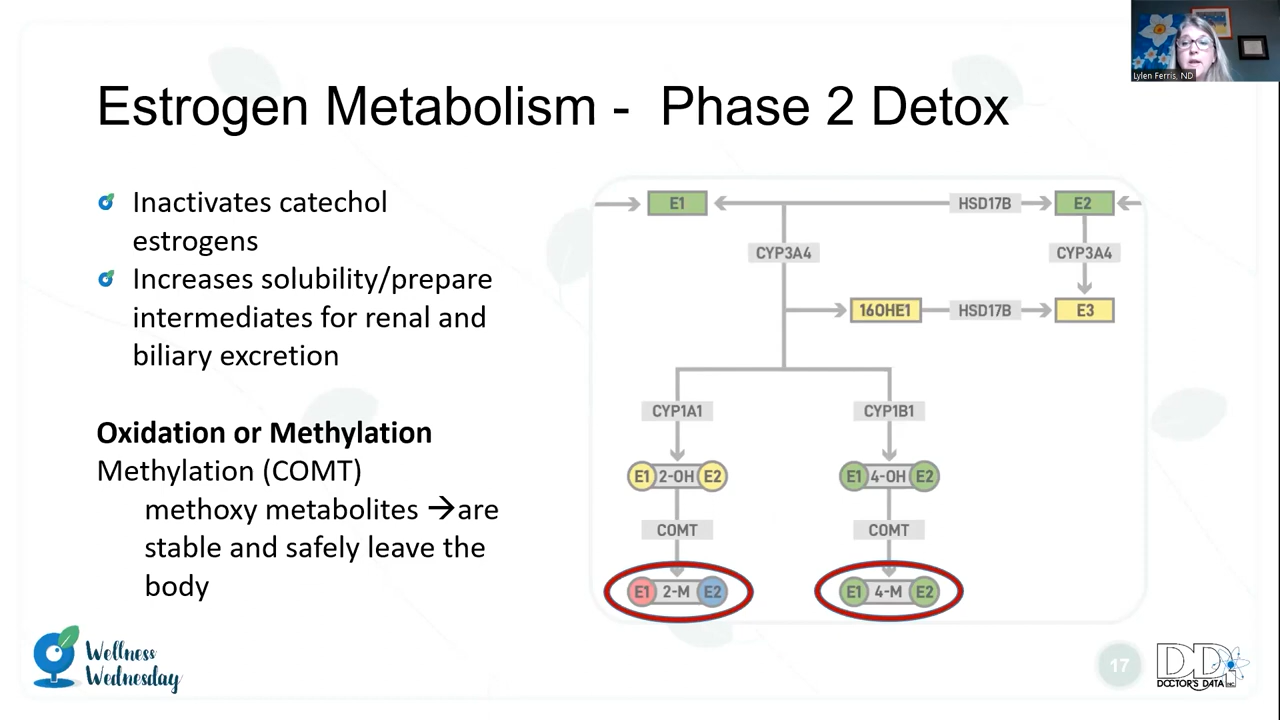 Lylen Ferris, ND
Estrogen Metabolism - Phase 2 Detox
Inactivates catechol
estrogens
Increases solubility/prepare
intermediates for renal and
biliary excretion
Oxidation or Methylation
Methylation (COMT)
methoxy metabolites →are
stable and safely leave the
body
E1 HSD17B E2
CYP3A4 CYP3A4
16OHE1 HSD17B E3
CYP1A1 CYP1B1
E1 2-OH E2 E1 4-OH E2
COMT COMT
E1 2-M E2 E1 4-M E2
Wellness
Wednesday
17
DDI
DOCTOR'S DATA INC.